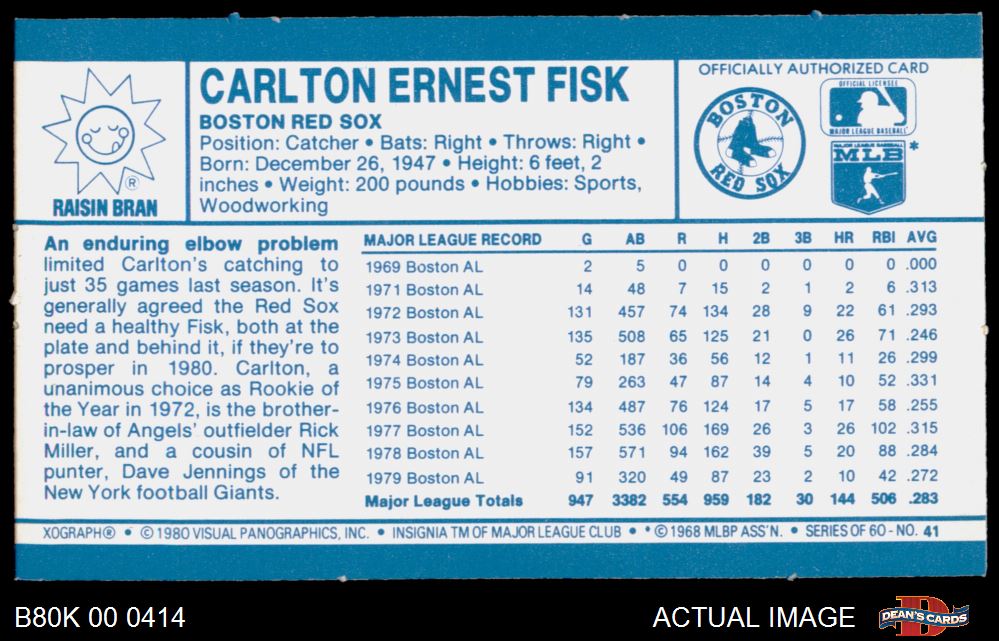 RAISIN BRAN
®
CARLTON ERNEST FISK
BOSTON RED SOX
Position: Catcher • Bats: Right • Throws: Right •
Born: December 26, 1947 • Height: 6 feet, 2
inches • Weight: 200 pounds • Hobbies: Sports,
Woodworking
OFFICIALLY AUTHORIZED CARD
BOSTON
RED SOX
OFFICIAL LICENSEE
MAJOR LEAGUE BASEBALL
MAJOR LEAGUE BASEBALL
MLB *
An enduring elbow problem
limited Carlton's catching to
just 35 games last season. It's
generally agreed the Red Sox
need a healthy Fisk, both at the
plate and behind it, if they're to
prosper in 1980. Carlton, a
unanimous choice as Rookie of
the Year in 1972, is the brother-
in-law of Angels' outfielder Rick
Miller, and a cousin of NFL
punter, Dave Jennings of the
New York football Giants.
MAJOR LEAGUE RECORD G AB R H 2B 3B HR RBI AVG
1969 Boston AL 2 5 0 0 0 0 0 0 .000
1971 Boston AL 14 48 7 15 2 1 2 6 .313
1972 Boston AL 131 457 74 134 28 9 22 61 .293
1973 Boston AL 135 508 65 125 21 0 26 71 .246
1974 Boston AL 52 187 36 56 12 1 11 26 .299
1975 Boston AL 79 263 47 87 14 4 10 52 .331
1976 Boston AL 134 487 76 124 17 5 17 58 .255
1977 Boston AL 152 536 106 169 26 3 26 102 .315
1978 Boston AL 157 571 94 162 39 5 20 88 .284
1979 Boston AL 91 320 49 87 23 2 10 42 .272
Major League Totals 947 3382 554 959 182 30 144 506 .283
XOGRAPH® • © 1980 VISUAL PANOGRAPHICS, INC. • INSIGNIA TM OF MAJOR LEAGUE CLUB • * © 1968 MLBP ASS'N. • SERIES OF 60 - NO. 41
B80K 00 0414
ACTUAL IMAGE
DEAN'S CARDS